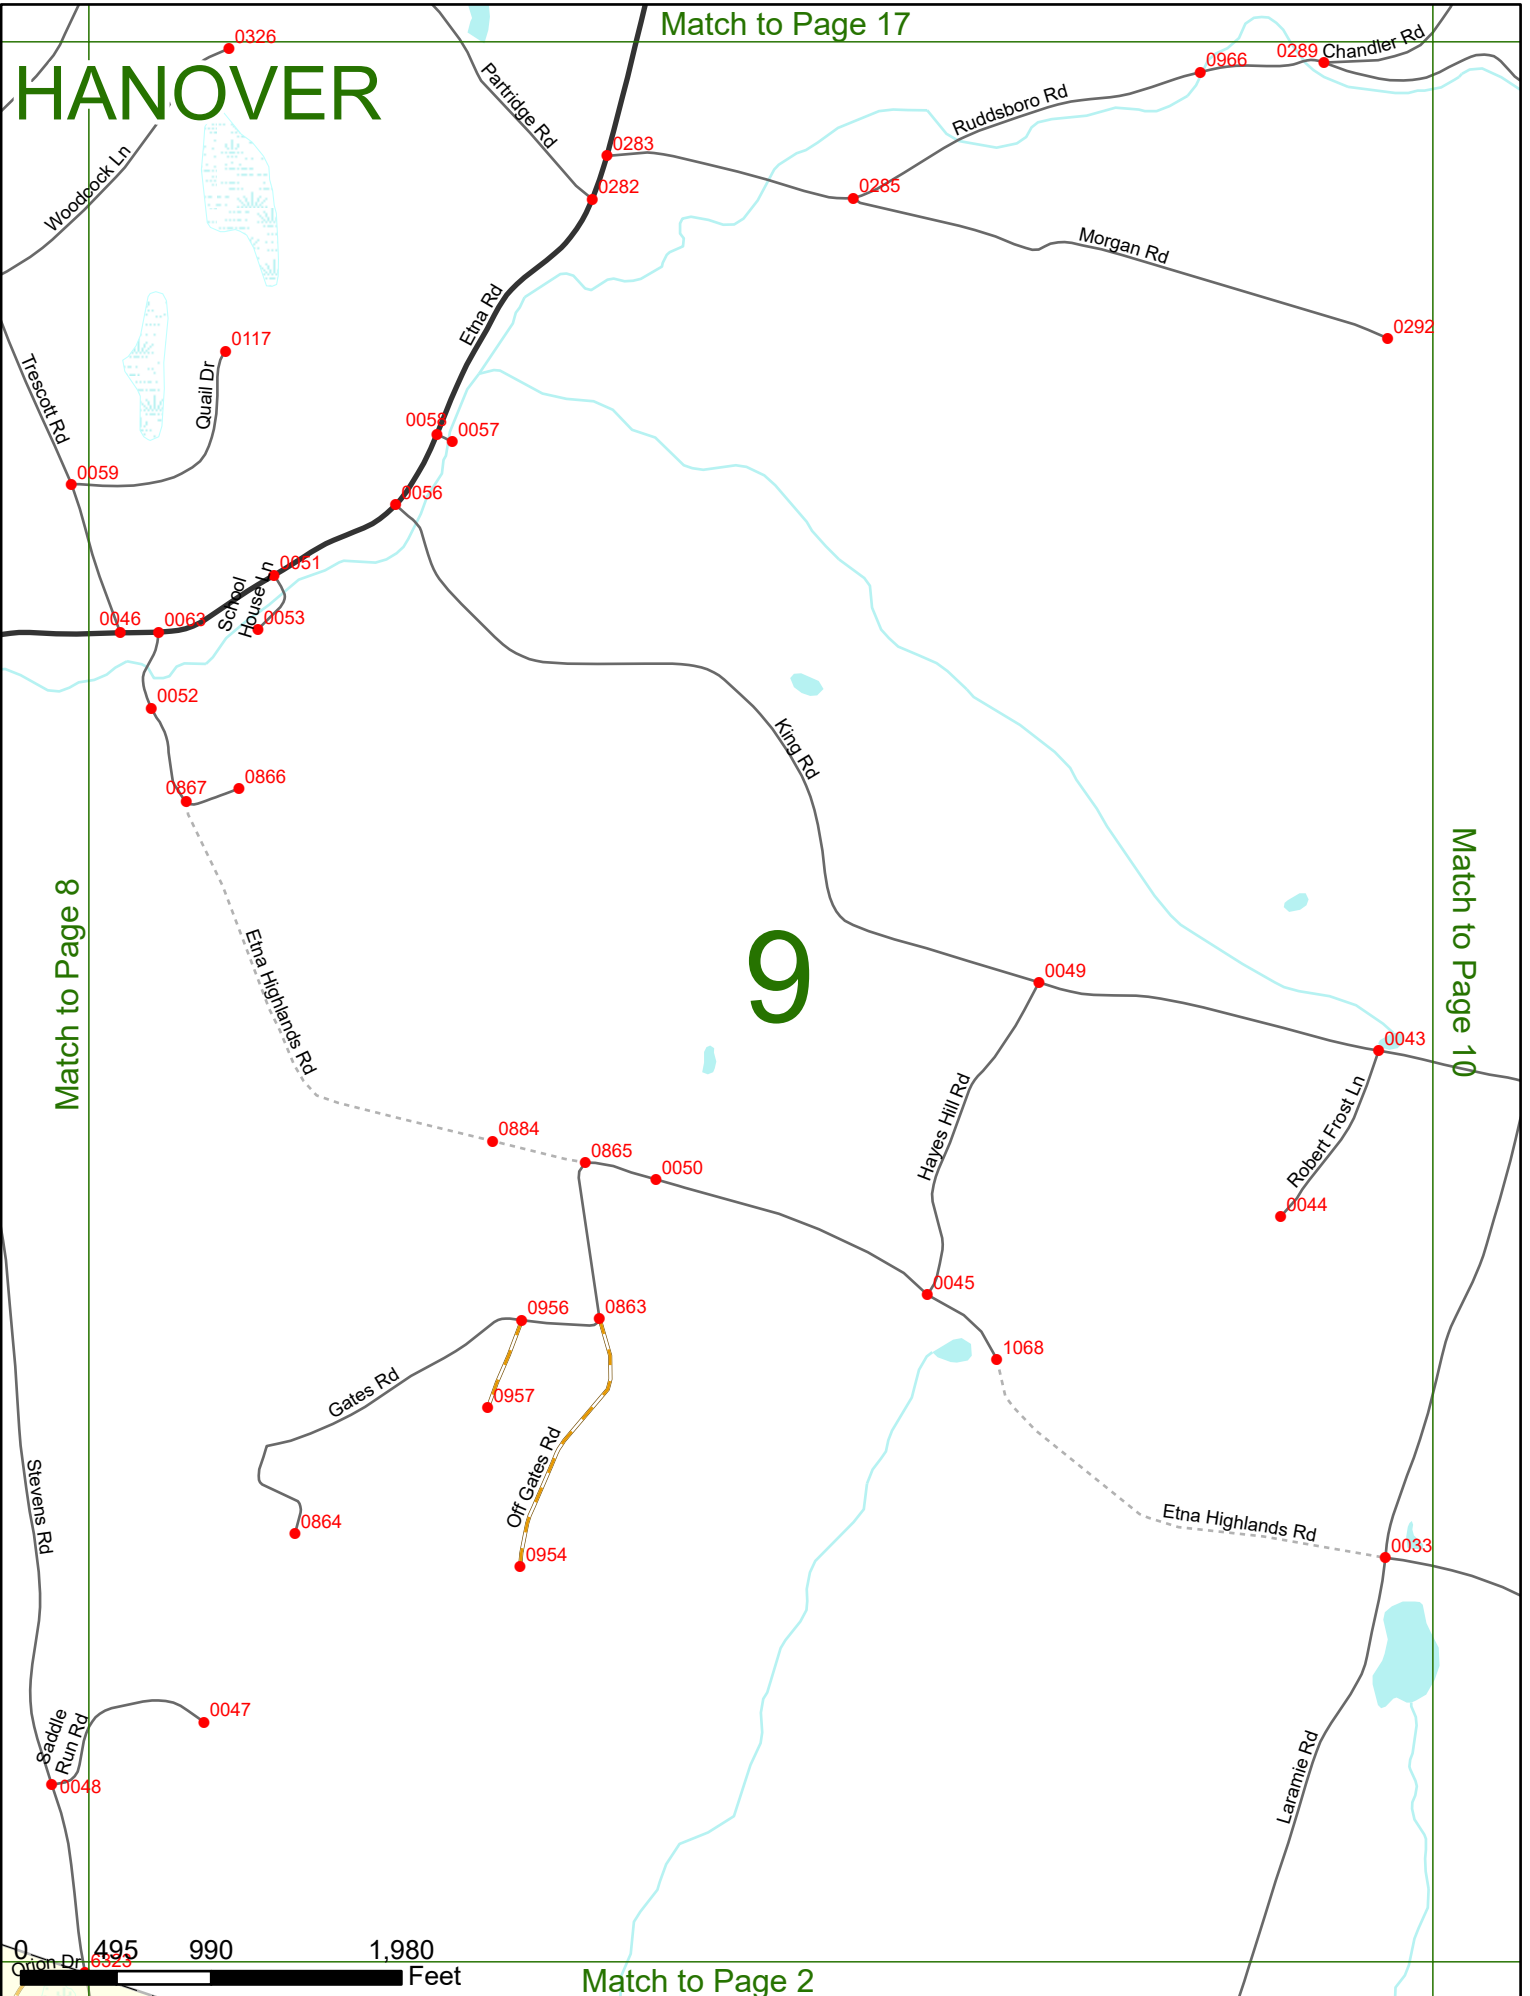 Match to Page 17
0326
HANOVER
Partridge Rd
0966
0289
Chandler Rd
Ruddsboro Rd
0283
Woodcock Ln
0282
0285
Morgan Rd
Etna Rd
0292
0117
Trescott Rd
Quail Dr
0058
0057
0059
0056
0051
School
House Ln
0046
0063
0053
0052
King Rd
0866
0867
Match to Page 8
Match to Page 10
Etna Highlands Rd
9
0049
0043
Hayes Hill Rd
Robert Frost Ln
0884
0865
0050
0044
0045
0956
0863
1068
Gates Rd
0957
Off Gates Rd
Stevens Rd
0864
Etna Highlands Rd
0954
0033
0047
Saddle
Run Rd
0048
Laramie Rd
0
495
990
1,980
Orion Dr
6323
Feet
Match to Page 2